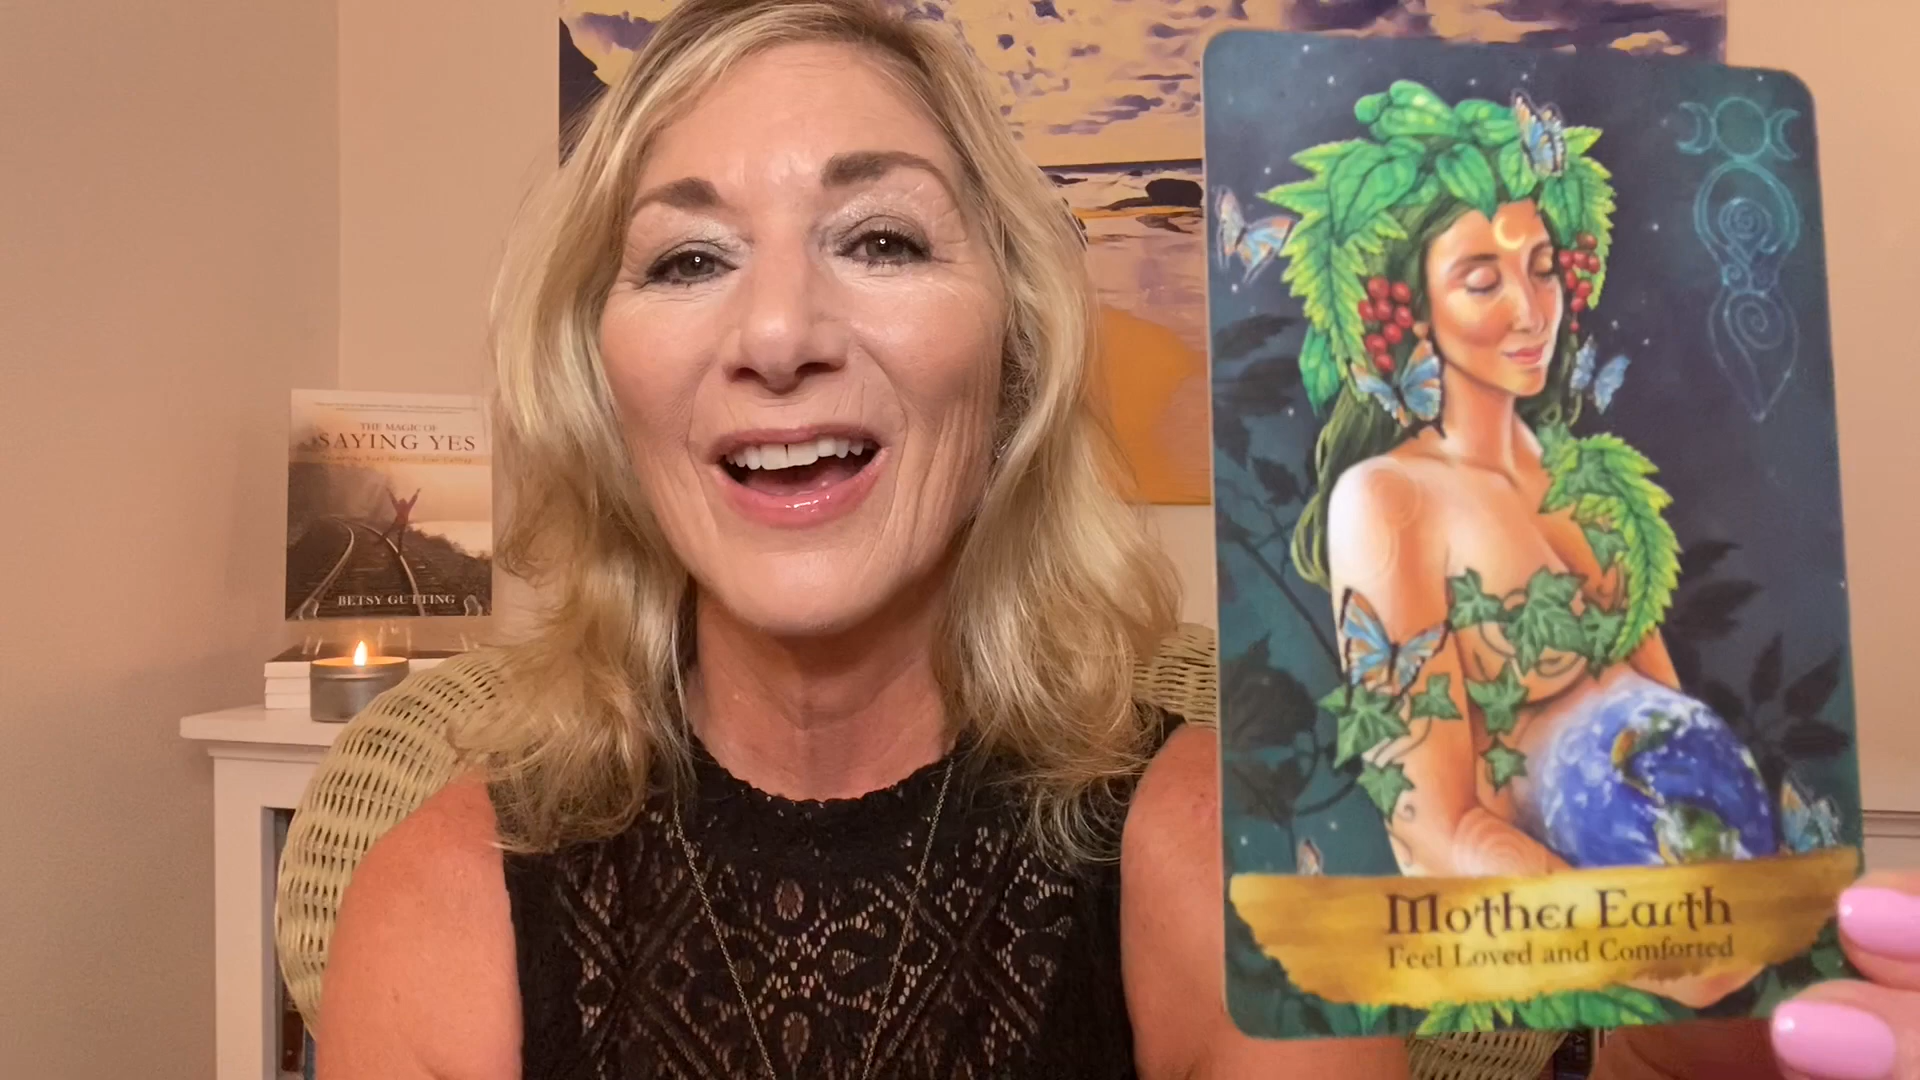 THE MAGIC OF
SAYING YES
BETSY GUTTING
Mother Earth
Feel Loved and Comforted